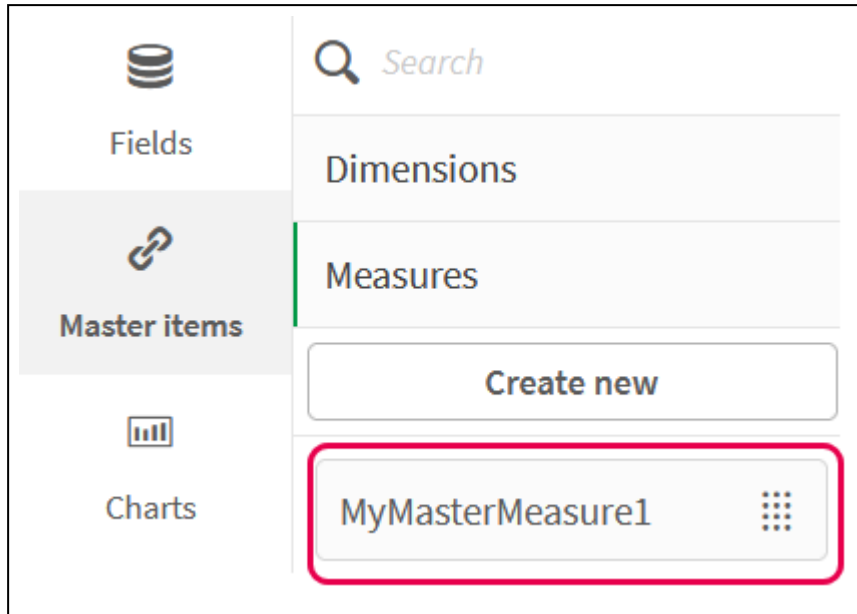 Fields
Master items
Charts
Search
Dimensions
Measures
Create new
MyMasterMeasure1